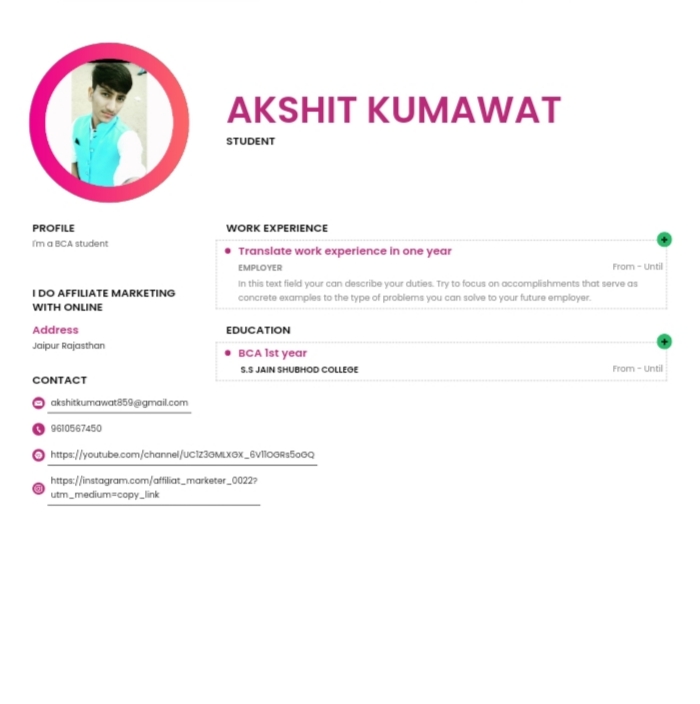 AKSHIT KUMAWAT
STUDENT
PROFILE
I'm a BCA student
I DO AFFILIATE MARKETING
WITH ONLINE
Address
Jaipur Rajasthan
CONTACT
akshitkumawat859@gmail.com
9610567450
https://youtube.com/channel/UC1Z3GMLXGX_6V11OGRs5oGQ
https://instagram.com/affiliat_marketer_0022?
utm_medium=copy_link
WORK EXPERIENCE
Translate work experience in one year
EMPLOYER
From - Until
In this text field your can describe your duties. Try to focus on accomplishments that serve as
concrete examples to the type of problems you can solve to your future employer.
EDUCATION
BCA 1st year
S.S JAIN SHUBHOD COLLEGE
From - Until